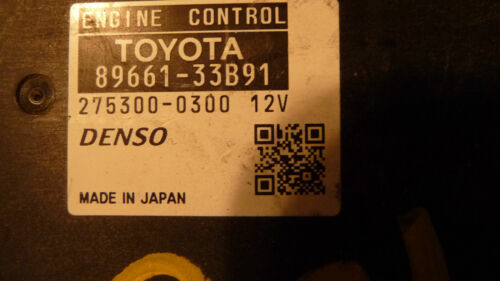 ENGINE CONTROL
TOYOTA
89661-33B91
275300-0300 12V
DENSO
MADE IN JAPAN